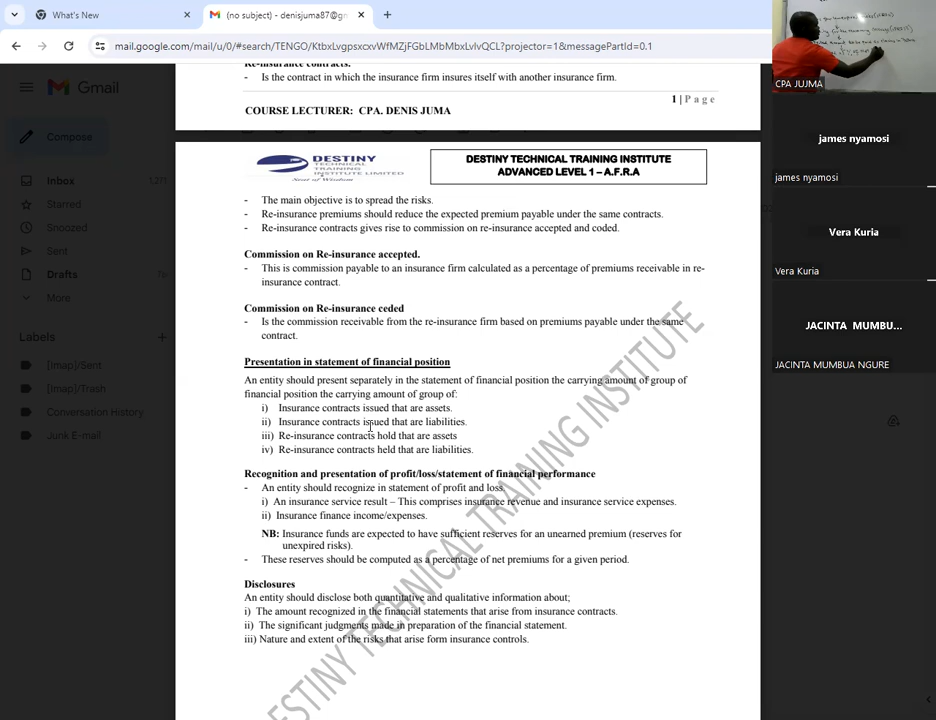 What's New
(no subject) - denisjuma87@gm
mail.google.com/mail/u/0/#search/TENGO/KtbxLvgpsxcxvWfMZjFGbLMbMbxLvlvQCL?projector=1&messagePartId=0.1
Gmail
Compose
Inbox 1,271
Starred
Snoozed
Sent
Drafts
More
Labels
[Imap]/Sent
[Imap]/Trash
Conversation History
Junk E-mail
Re-insurance contracts.
- Is the contract in which the insurance firm insures itself with another insurance firm.
1 | P a g e
COURSE LECTURER: CPA. DENIS JUMA
DESTINY
TECHNICAL
TRAINING
INSTITUTE LIMITED
Seat of Wisdom
DESTINY TECHNICAL TRAINING INSTITUTE
ADVANCED LEVEL 1 – A.F.R.A
- The main objective is to spread the risks.
- Re-insurance premiums should reduce the expected premium payable under the same contracts.
- Re-insurance contracts gives rise to commission on re-insurance accepted and coded.
Commission on Re-insurance accepted.
- This is commission payable to an insurance firm calculated as a percentage of premiums receivable in re-
insurance contract.
Commission on Re-insurance ceded
- Is the commission receivable from the re-insurance firm based on premiums payable under the same
contract.
Presentation in statement of financial position
An entity should present separately in the statement of financial position the carrying amount of group of
financial position the carrying amount of group of:
i) Insurance contracts issued that are assets.
ii) Insurance contracts issued that are liabilities.
iii) Re-insurance contracts hold that are assets
iv) Re-insurance contracts held that are liabilities.
Recognition and presentation of profit/loss/statement of financial performance
- An entity should recognize in statement of profit and loss
i) An insurance service result – This comprises insurance revenue and insurance service expenses.
ii) Insurance finance income/expenses.
NB: Insurance funds are expected to have sufficient reserves for an unearned premium (reserves for
unexpired risks).
- These reserves should be computed as a percentage of net premiums for a given period.
Disclosures
An entity should disclose both quantitative and qualitative information about;
i) The amount recognized in the financial statements that arise from insurance contracts.
ii) The significant judgments made in preparation of the financial statement.
iii) Nature and extent of the risks that arise form insurance controls.
DESTINY TECHNICAL TRAINING INSTITUTE
CPA JUJMA
james nyamosi
james nyamosi
Vera Kuria
Vera Kuria
JACINTA MUMBU...
JACINTA MUMBUA NGURE